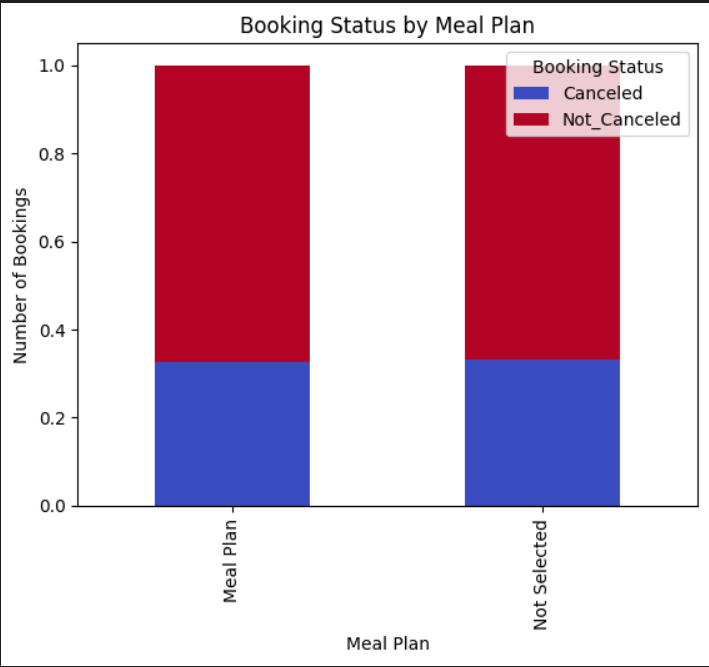 Booking Status by Meal Plan
Booking Status
Canceled
Not_Canceled
Number of Bookings
1.0
0.8
0.6
0.4
0.2
0.0
Meal Plan
Not Selected
Meal Plan